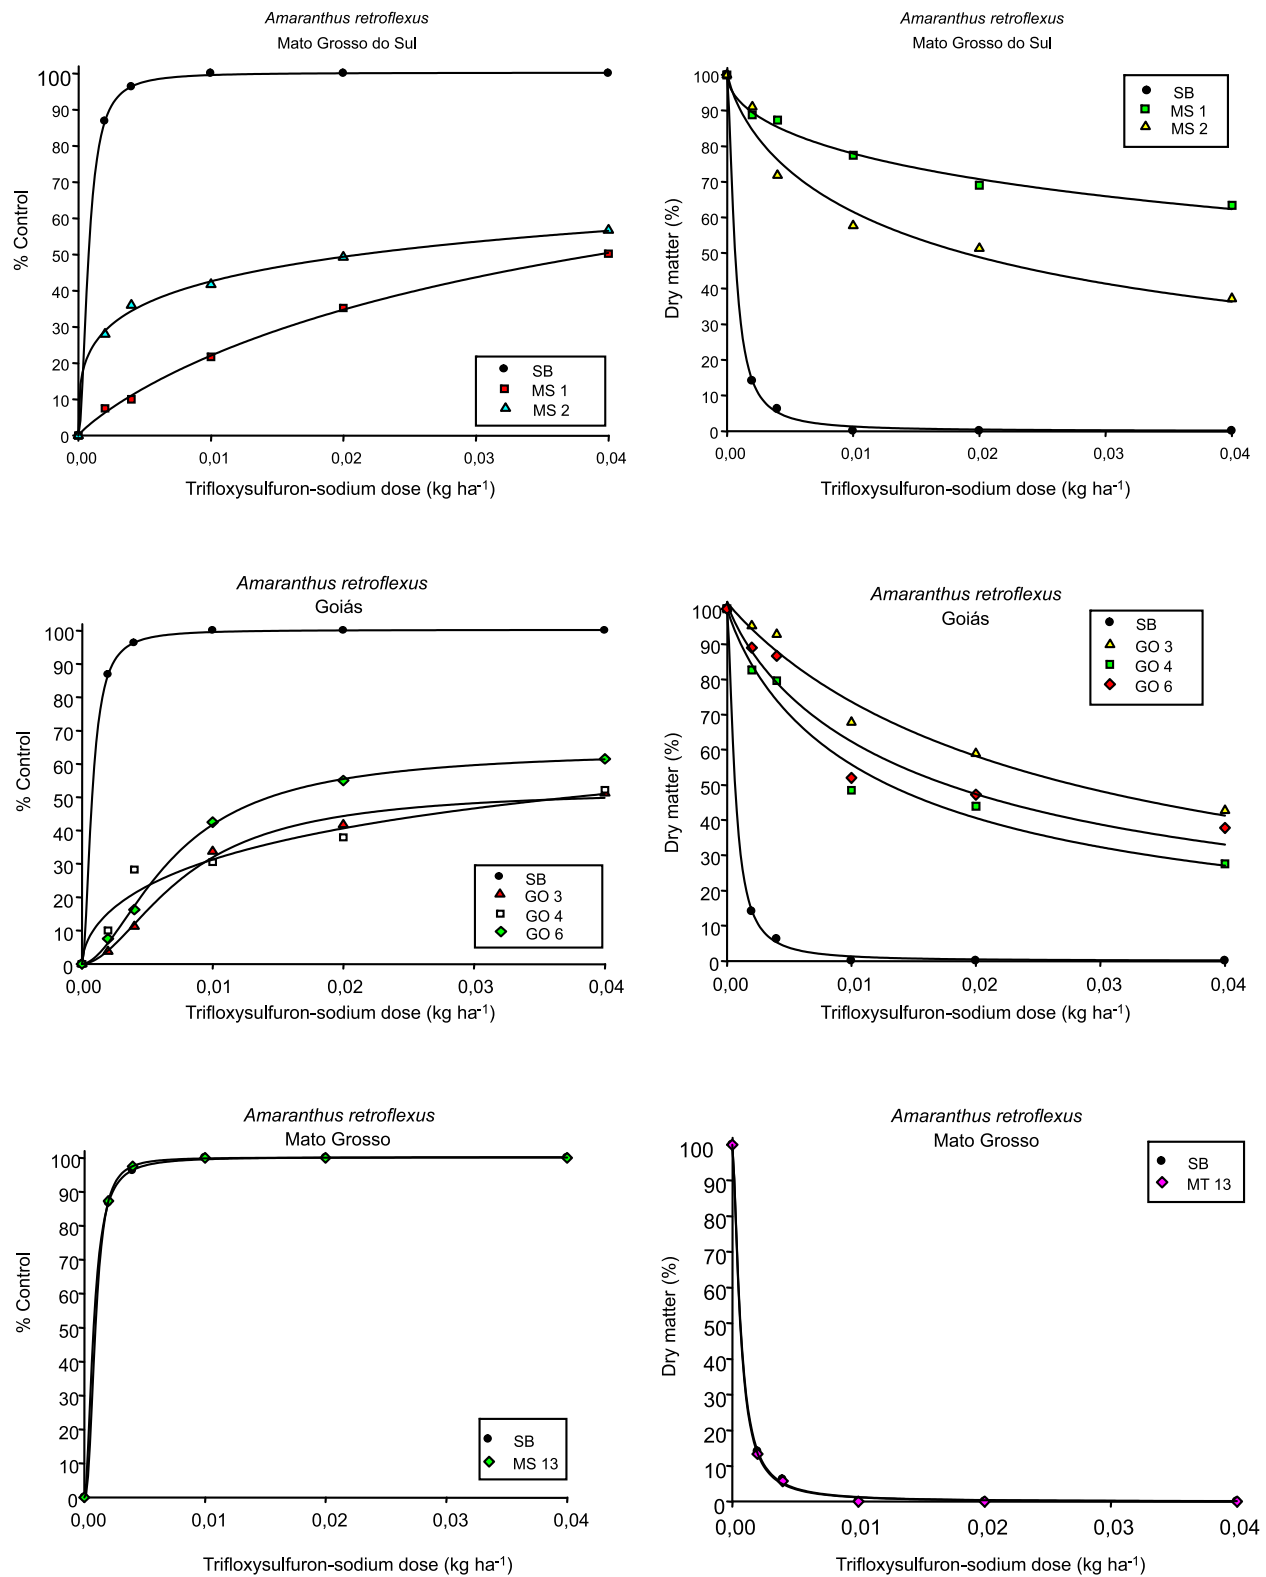 Amaranthus retroflexus
Mato Grosso do Sul
% Control
100
90
80
70
60
50
40
30
20
10
0
0,00 0,01 0,02 0,03 0,04
Trifloxysulfuron-sodium dose (kg ha-1)
SB
MS 1
MS 2
Amaranthus retroflexus
Mato Grosso do Sul
Dry matter (%)
100
90
80
70
60
50
40
30
20
10
0
0,00 0,01 0,02 0,03 0,04
Trifloxysulfuron-sodium dose (kg ha-1)
SB
MS 1
MS 2
Amaranthus retroflexus
Goiás
% Control
100
90
80
70
60
50
40
30
20
10
0
0,00 0,01 0,02 0,03 0,04
Trifloxysulfuron-sodium dose (kg ha-1)
SB
GO 3
GO 4
GO 6
Amaranthus retroflexus
Goiás
Dry matter (%)
100
90
80
70
60
50
40
30
20
10
0
0,00 0,01 0,02 0,03 0,04
Trifloxysulfuron-sodium dose (kg ha-1)
SB
GO 3
GO 4
GO 6
Amaranthus retroflexus
Mato Grosso
% Control
100
90
80
70
60
50
40
30
20
10
0
0,00 0,01 0,02 0,03 0,04
Trifloxysulfuron-sodium dose (kg ha-1)
SB
MS 13
Amaranthus retroflexus
Mato Grosso
Dry matter (%)
100
90
80
70
60
50
40
30
20
10
0
0,00 0,01 0,02 0,03 0,04
Trifloxysulfuron-sodium dose (kg ha-1)
SB
MT 13